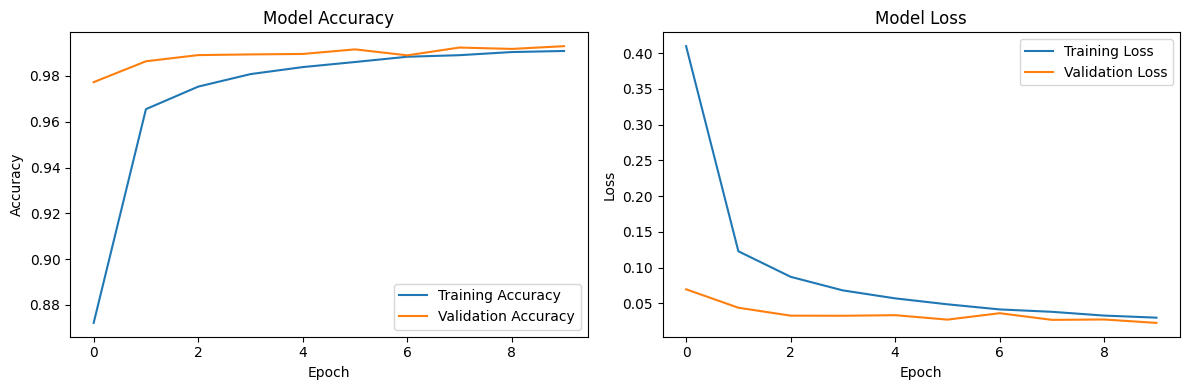 Model Accuracy
Accuracy
0.98
0.96
0.94
0.92
0.90
0.88
0 2 4 6 8
Epoch
Training Accuracy
Validation Accuracy
Model Loss
Loss
0.40
0.35
0.30
0.25
0.20
0.15
0.10
0.05
0 2 4 6 8
Epoch
Training Loss
Validation Loss